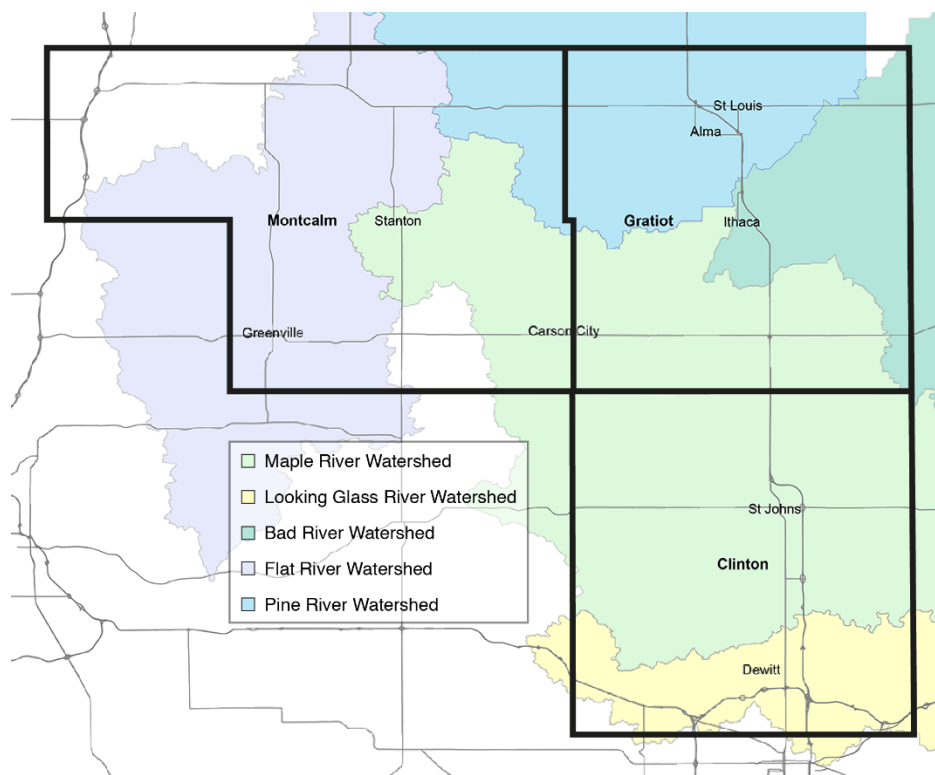 St Louis
Alma
Montcalm
Stanton
Gratiot
Ithaca
Greenville
Carson City
Maple River Watershed
Looking Glass River Watershed
Bad River Watershed
Flat River Watershed
Pine River Watershed
St Johns
Clinton
Dewitt